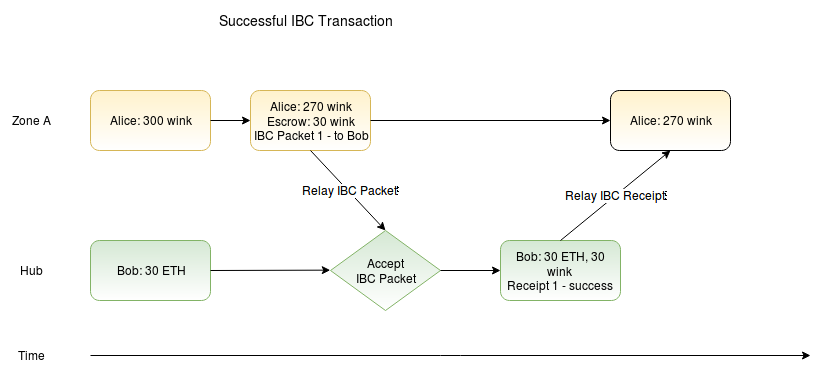 Successful IBC Transaction
Zone A
Alice: 300 wink
Alice: 270 wink
Escrow: 30 wink
IBC Packet 1 - to Bob
Alice: 270 wink
Relay IBC Packet
Relay IBC Receipt
Hub
Bob: 30 ETH
Accept
IBC Packet
Bob: 30 ETH, 30
wink
Receipt 1 - success
Time